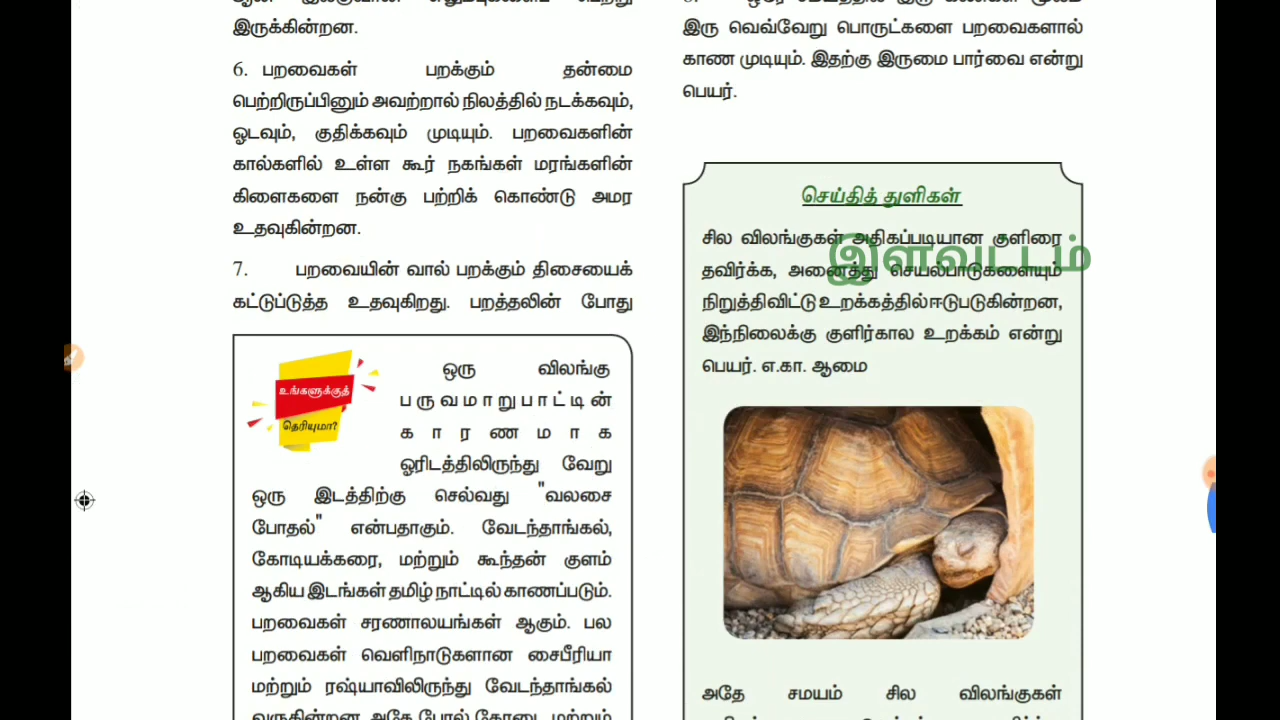 இருக்கின்றன.
6. பறவைகள் பறக்கும் தன்மை
பெற்றிருப்பினும் அவற்றால் நிலத்தில் நடக்கவும்,
ஓடவும், குதிக்கவும் முடியும். பறவைகளின்
கால்களில் உள்ள கூர் நகங்கள் மரங்களின்
கிளைகளை நன்கு பற்றிக் கொண்டு அமர
உதவுகின்றன.
7. பறவையின் வால் பறக்கும் திசையைக்
கட்டுப்டுத்த உதவுகிறது. பறத்தலின் போது
உங்களுக்குத்
தெரியுமா?
ஒரு விலங்கு
பருவமாறுபாட்டின்
காரணமாக
ஓரிடத்திலிருந்து வேறு
ஒரு இடத்திற்கு செல்வது "வலசை
போதல்" என்பதாகும். வேடந்தாங்கல்,
கோடியக்கரை, மற்றும் கூந்தன் குளம்
ஆகிய இடங்கள் தமிழ் நாட்டில் காணப்படும்.
பறவைகள் சரணாலயங்கள் ஆகும். பல
பறவைகள் வெளிநாடுகளான சைபீரியா
மற்றும் ரஷ்யாவிலிருந்து வேடந்தாங்கல்
வருகின்றன. அதே போல் கோடை மற்றும்
இரு வெவ்வேறு பொருட்களை பறவைகளால்
காண முடியும். இதற்கு இருமை பார்வை என்று
பெயர்.
செய்தித் துளிகள்
சில விலங்குகள் அதிகப்படியான குளிரை
தவிர்க்க, அனைத்து செயல்பாடுகளையும்
நிறுத்திவிட்டு உறக்கத்தில் ஈடுபடுகின்றன,
இந்நிலைக்கு குளிர்கால உறக்கம் என்று
பெயர். எ.கா. ஆமை
இளவட்டம்
அதே சமயம் சில விலங்குகள்